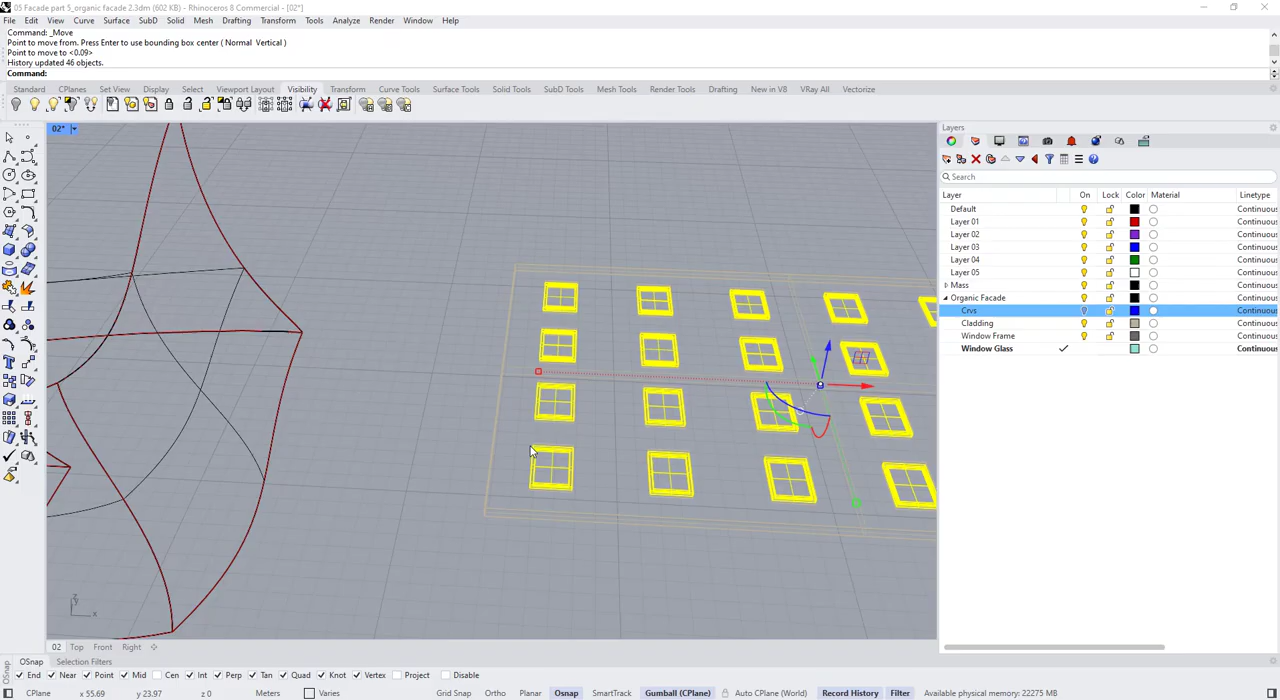 05 Facade part 5_organic facade 2.3dm (602 KB) - Rhinoceros 8 Commercial - [02*]
File Edit View Curve Surface SubD Solid Mesh Drafting Transform Tools Analyze Render Window Help
Command: _Move
Point to move from. Press Enter to use bounding box center ( Normal Vertical )
Point to move to <0.09>
History updated 46 objects.
Command:
Standard CPlanes Set View Display Select Viewport Layout Visibility Transform Curve Tools Surface Tools Solid Tools SubD Tools Mesh Tools Render Tools Drafting New in V8 VRay All Vectorize
02*
Layers
Search
Layer On Lock Color Material Linetype
Default Continuous
Layer 01 Continuous
Layer 02 Continuous
Layer 03 Continuous
Layer 04 Continuous
Layer 05 Continuous
Mass Continuous
Organic Facade Continuous
Crvs Continuous
Cladding Continuous
Window Frame Continuous
Window Glass Continuous
z
y
x
02 Top Front Right
OSnap
OSnap Selection Filters
End Near Point Mid Cen Int Perp Tan Quad Knot Vertex Project Disable
CPlane x 55.69 y 23.97 z 0 Meters Varies Grid Snap Ortho Planar Osnap SmartTrack Gumball (CPlane) Auto CPlane (World) Record History Filter Available physical memory: 22275 MB